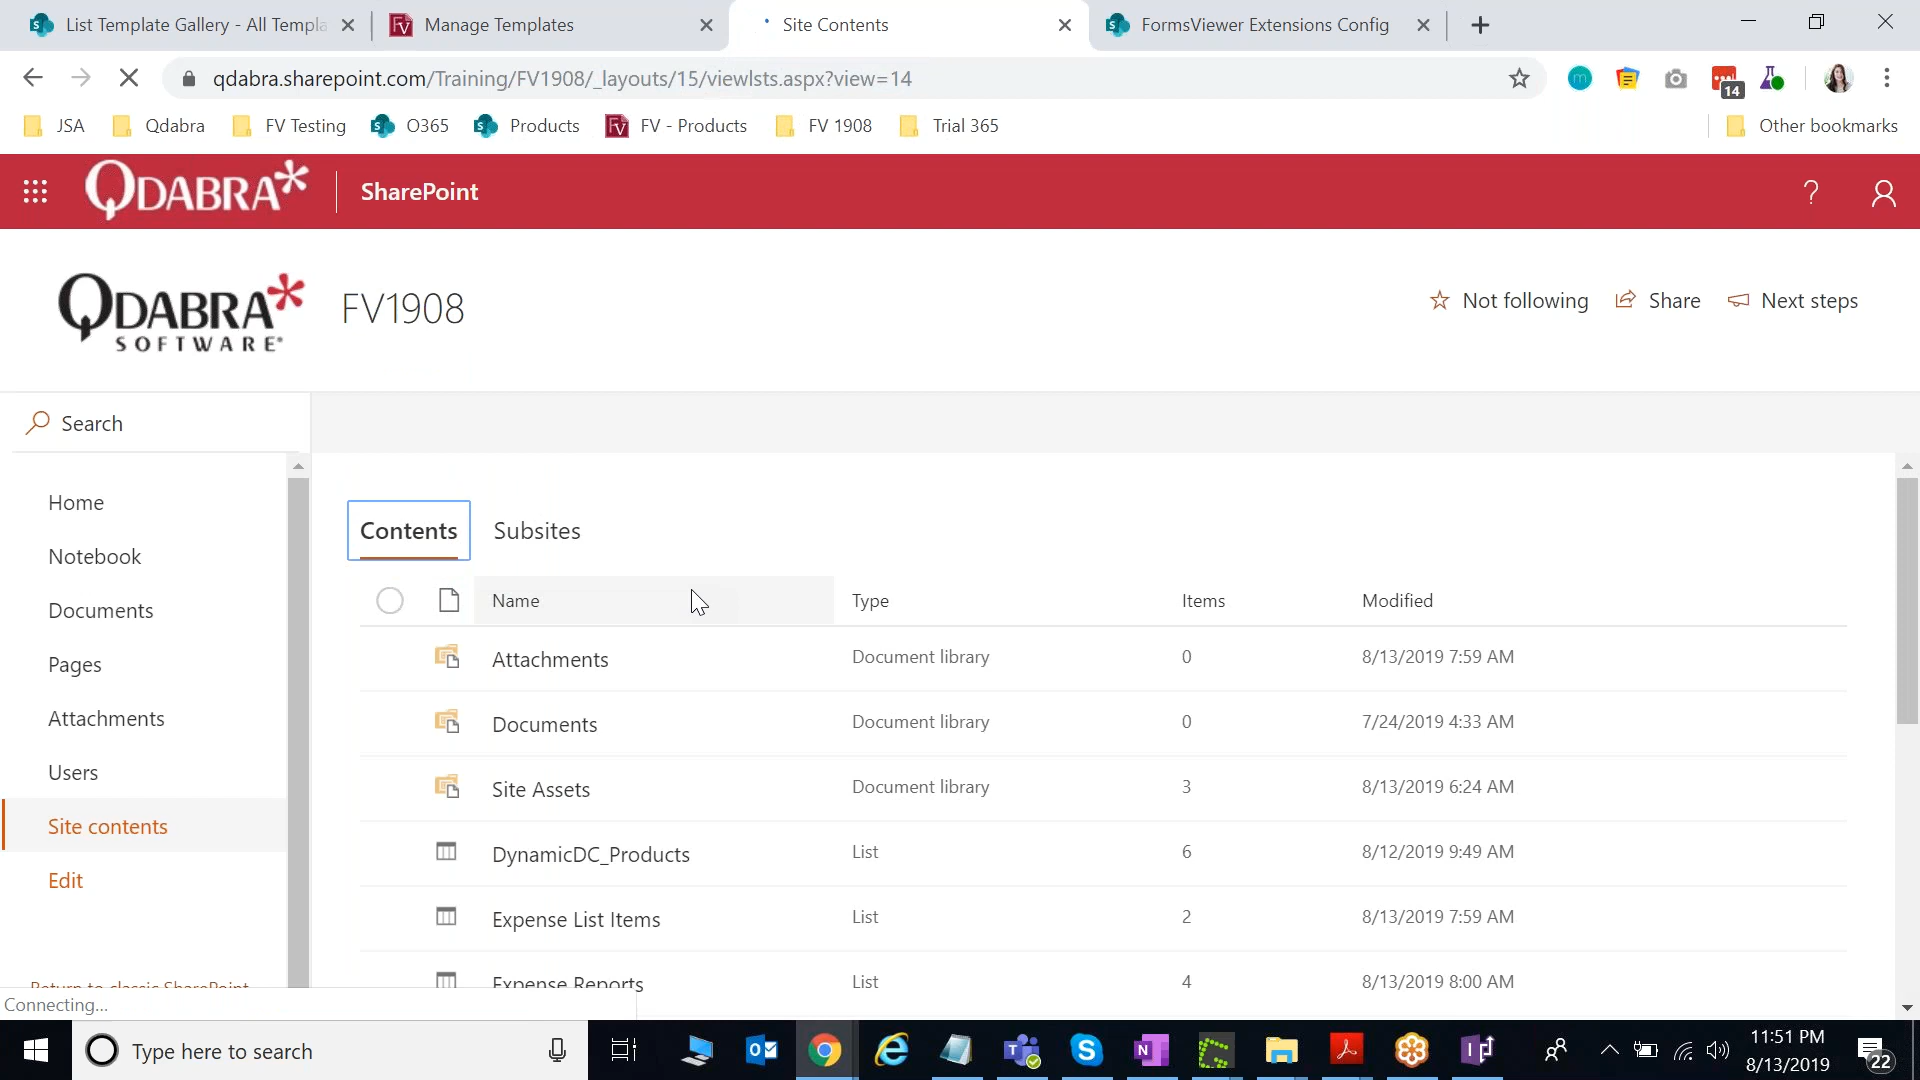 List Template Gallery - All Templa
Manage Templates
Site Contents
FormsViewer Extensions Config
qdabra.sharepoint.com/Training/FV1908/_layouts/15/viewlsts.aspx?view=14
14
JSA
Qdabra
FV Testing
O365
Products
FV - Products
FV 1908
Trial 365
Other bookmarks
QDABRA*
SharePoint
?
QDABRA*
SOFTWARE
FV1908
Not following
Share
Next steps
Search
Home
Notebook
Documents
Pages
Attachments
Users
Site contents
Edit
Return to classic SharePoint
Connecting...
Contents
Subsites
Name
Type
Items
Modified
Attachments
Document library
0
8/13/2019 7:59 AM
Documents
Document library
0
7/24/2019 4:33 AM
Site Assets
Document library
3
8/13/2019 6:24 AM
DynamicDC_Products
List
6
8/12/2019 9:49 AM
Expense List Items
List
2
8/13/2019 7:59 AM
Expense Reports
List
4
8/13/2019 8:00 AM
Type here to search
11:51 PM
8/13/2019
22